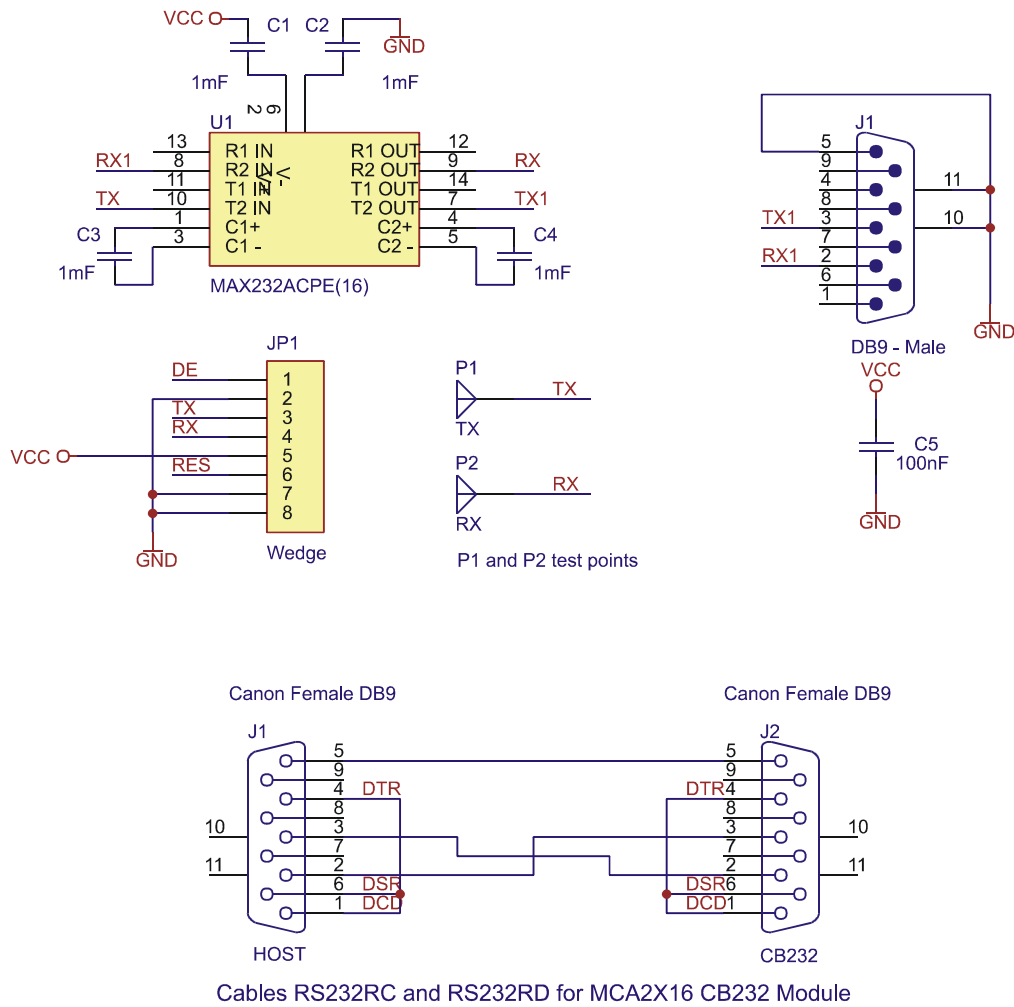 VCC
C1
C2
GND
1mF
1mF
2
6
U1
13
R1 IN
R1 OUT
12
RX1
8
R2 IN
R2 OUT
9
RX
V+
V-
11
T1 IN
T1 OUT
14
TX
10
T2 IN
T2 OUT
7
TX1
1
C1+
C2+
4
C3
3
C1 -
C2 -
5
C4
1mF
1mF
MAX232ACPE(16)
J1
5
9
4
11
8
TX1
3
10
7
RX1
2
6
1
GND
DB9 - Male
JP1
DE
1
2
TX
3
RX
4
VCC
5
RES
6
7
8
GND
Wedge
P1
TX
TX
P2
RX
RX
P1 and P2 test points
VCC
C5
100nF
GND
Canon Female DB9
Canon Female DB9
J1
J2
5
5
9
9
4
DTR
DTR
4
8
8
10
3
3
10
7
7
11
2
2
11
6
DSR
DSR
6
1
DCD
DCD
1
HOST
CB232
Cables RS232RC and RS232RD for MCA2X16 CB232 Module